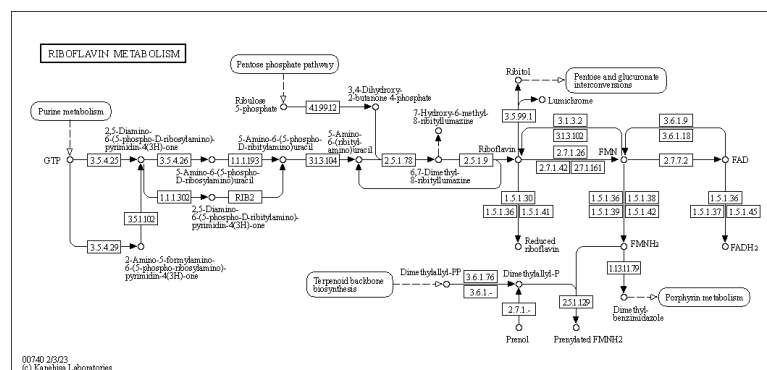 RIBOFLAVIN METABOLISM
Pentose phosphate pathway
Ribulose
5-phosphate
4.1.99.12
3,4-Dihydroxy-
2-butanone 4-phosphate
Ribitol
Pentose and glucuronate
interconversions
Lumichrome
3.5.99.1
Purine metabolism
GTP
3.5.4.25
2,5-Diamino-
6-(5-phospho-D-ribosylamino)-
pyrimidin-4(3H)-one
3.5.4.26
5-Amino-6-(5-phospho-
D-ribosylamino)uracil
1.1.1.193
5-Amino-6-(5-phospho-
D-ribitylamino)uracil
3.1.3.104
5-Amino-
6-(ribityl-
amino)uracil
2.5.1.78
7-Hydroxy-6-methyl-
8-ribityllumazine
6,7-Dimethyl-
8-ribityllumazine
2.5.1.9
Riboflavin
3.1.3.2
3.1.3.102
2.7.1.26
2.7.1.42
2.7.1.161
FMN
3.6.1.9
3.6.1.18
2.7.7.2
FAD
1.1.1.302
RIB2
2,5-Diamino-
6-(5-phospho-D-ribitylamino)-
pyrimidin-4(3H)-one
3.5.1.102
3.5.4.29
2-Amino-5-formylamino-
6-(5-phospho-ribosylamino)-
pyrimidin-4(3H)-one
1.5.1.30
1.5.1.36
1.5.1.41
Reduced
riboflavin
1.5.1.36
1.5.1.38
1.5.1.39
1.5.1.42
FMNH2
1.5.1.36
1.5.1.37
1.5.1.45
FADH2
1.13.11.79
Dimethyl-
benzimidazole
Porphyrin metabolism
Terpenoid backbone
biosynthesis
Dimethylallyl-PP
3.6.1.76
3.6.1.-
Dimethylallyl-P
2.7.1.-
Prenol
2.5.1.129
Prenylated FMNH2
00740 2/3/23
(c) Kanehisa Laboratories